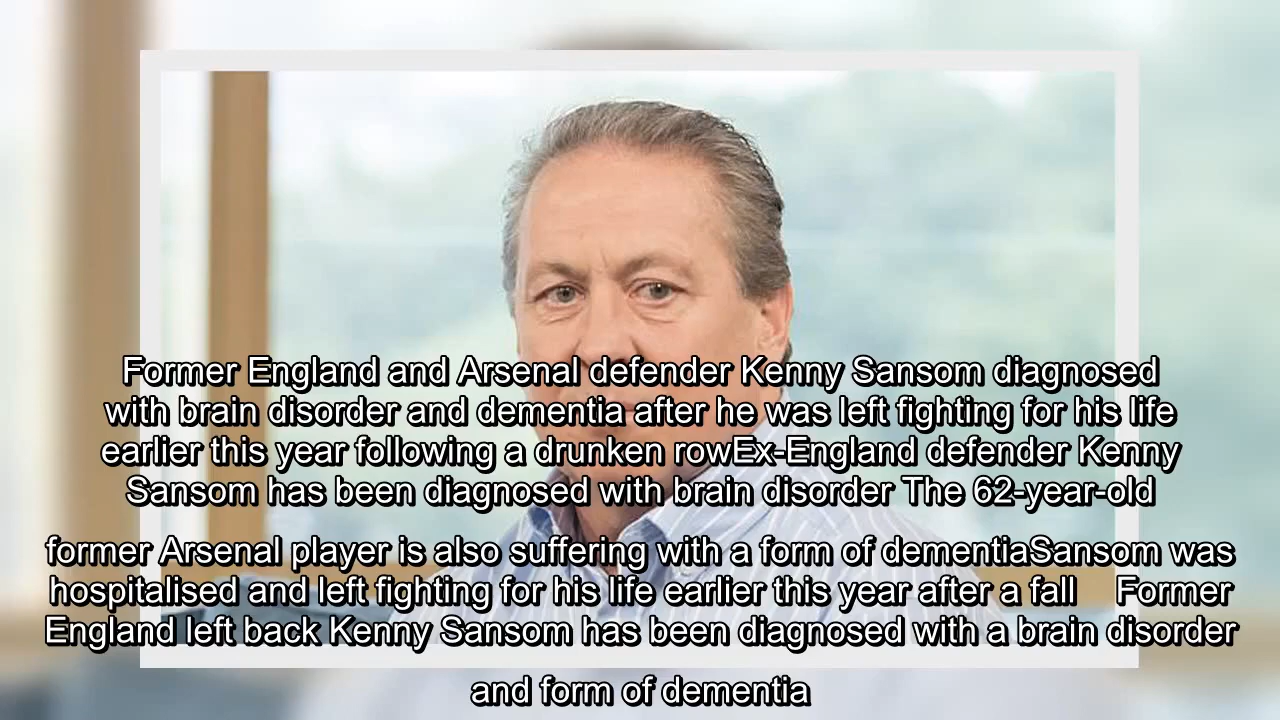 Former England and Arsenal defender Kenny Sansom diagnosed
with brain disorder and dementia after he was left fighting for his life
earlier this year following a drunken rowEx-England defender Kenny
Sansom has been diagnosed with brain disorder The 62-year-old
former Arsenal player is also suffering with a form of dementiaSansom was
hospitalised and left fighting for his life earlier this year after a fall    Former
England left back Kenny Sansom has been diagnosed with a brain disorder
and form of dementia